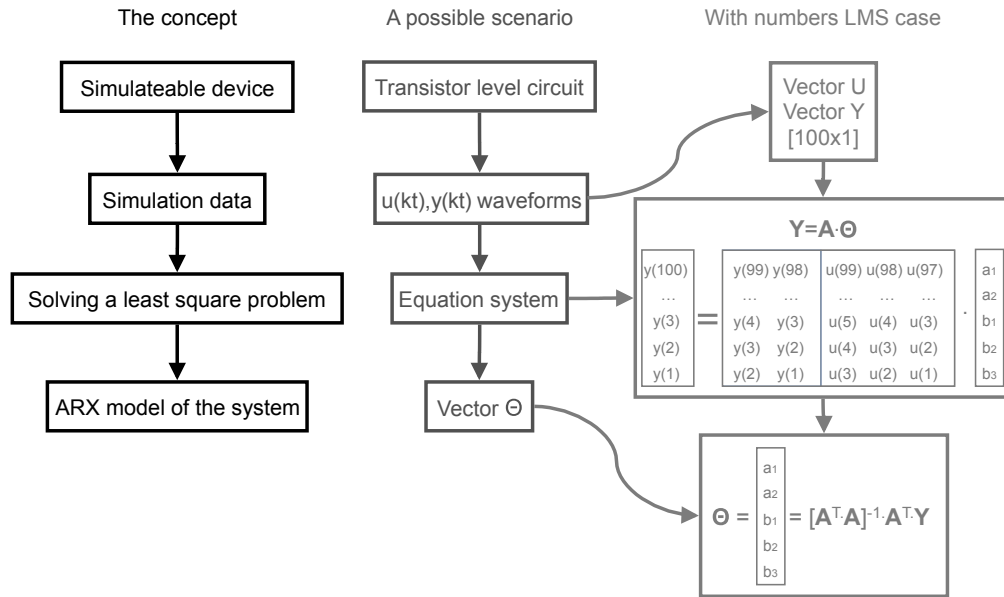 The concept
Simulateable device
Simulation data
Solving a least square problem
ARX model of the system
A possible scenario
Transistor level circuit
u(kt),y(kt) waveforms
Equation system
Vector Θ
With numbers LMS case
Vector U
Vector Y
[100x1]
Y=A·Θ
y(100) y(99) y(98) u(99) u(98) u(97) a1
... ... ... ... ... ... a2
y(3) = y(4) y(3) u(5) u(4) u(3) · b1
y(2) y(3) y(2) u(4) u(3) u(2) b2
y(1) y(2) y(1) u(3) u(2) u(1) b3
a1
a2
Θ = b1 = [AT·A]-1·AT·Y
b2
b3